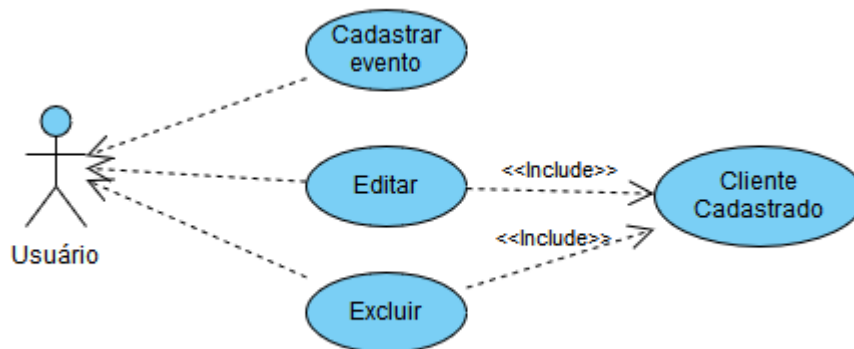 Cadastrar
evento
Usuário
Editar
<<Include>>
Cliente
Cadastrado
<<Include>>
Excluir